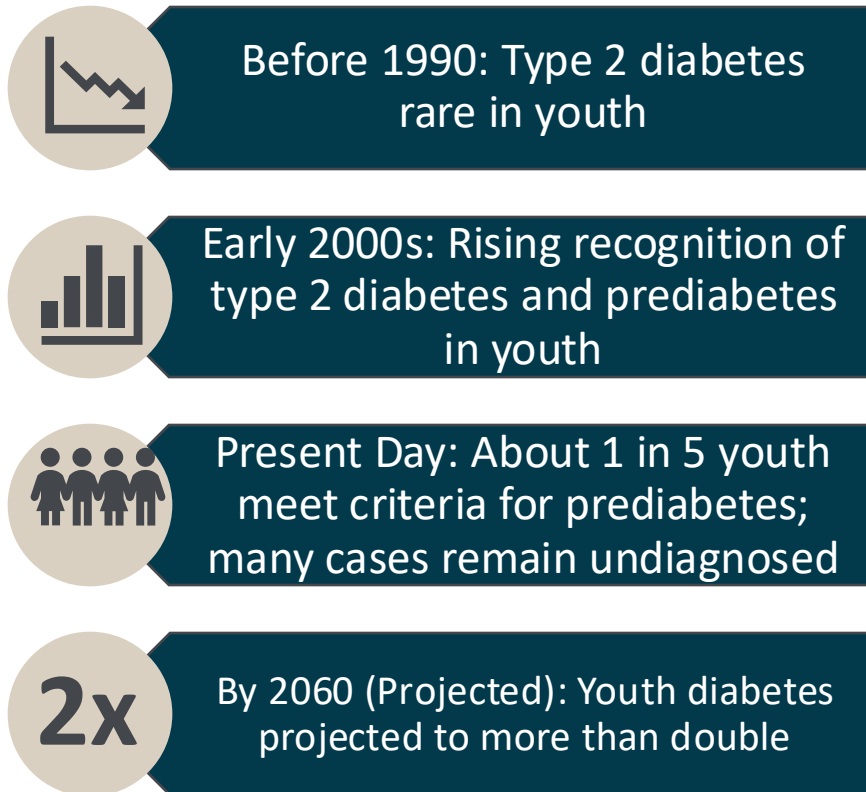 Before 1990: Type 2 diabetes
rare in youth
Early 2000s: Rising recognition of
type 2 diabetes and prediabetes
in youth
Present Day: About 1 in 5 youth
meet criteria for prediabetes;
many cases remain undiagnosed
2x
By 2060 (Projected): Youth diabetes
projected to more than double